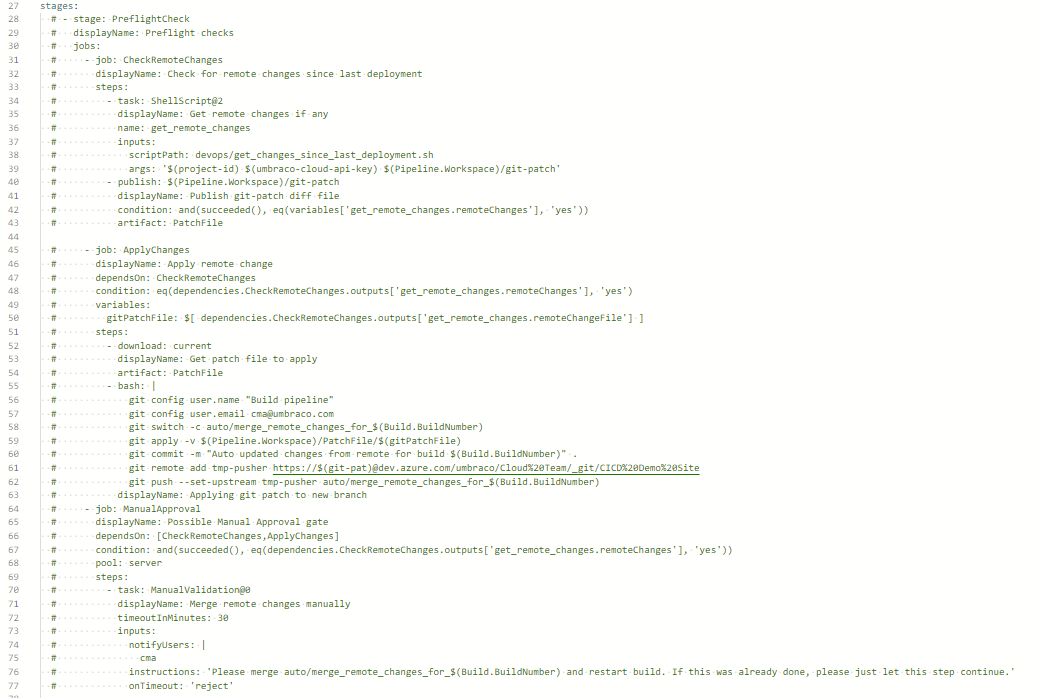 27 stages:
28 # - stage: PreflightCheck
29 # displayName: Preflight checks
30 # jobs:
31 # - job: CheckRemoteChanges
32 # displayName: Check for remote changes since last deployment
33 # steps:
34 # - task: ShellScript@2
35 # displayName: Get remote changes if any
36 # name: get_remote_changes
37 # inputs:
38 # scriptPath: devops/get_changes_since_last_deployment.sh
39 # args: '$(project-id) $(umbraco-cloud-api-key) $(Pipeline.Workspace)/git-patch'
40 # - publish: $(Pipeline.Workspace)/git-patch
41 # displayName: Publish git-patch diff file
42 # condition: and(succeeded(), eq(variables['get_remote_changes.remoteChanges'], 'yes'))
43 # artifact: PatchFile
44
45 # - job: ApplyChanges
46 # displayName: Apply remote change
47 # dependsOn: CheckRemoteChanges
48 # condition: eq(dependencies.CheckRemoteChanges.outputs['get_remote_changes.remoteChanges'], 'yes')
49 # variables:
50 # gitPatchFile: $[ dependencies.CheckRemoteChanges.outputs['get_remote_changes.remoteChangeFile'] ]
51 # steps:
52 # - download: current
53 # displayName: Get patch file to apply
54 # artifact: PatchFile
55 # - bash: |
56 # git config user.name "Build pipeline"
57 # git config user.email cma@umbraco.com
58 # git switch -c auto/merge_remote_changes_for_$(Build.BuildNumber)
59 # git apply -v $(Pipeline.Workspace)/PatchFile/$(gitPatchFile)
60 # git commit -m "Auto updated changes from remote for build $(Build.BuildNumber)" .
61 # git remote add tmp-pusher https://$(git-pat)@dev.azure.com/umbraco/Cloud%20Team/_git/CICD%20Demo%20Site
62 # git push --set-upstream tmp-pusher auto/merge_remote_changes_for_$(Build.BuildNumber)
63 # displayName: Applying git patch to new branch
64 # - job: ManualApproval
65 # displayName: Possible Manual Approval gate
66 # dependsOn: [CheckRemoteChanges,ApplyChanges]
67 # condition: and(succeeded(), eq(dependencies.CheckRemoteChanges.outputs['get_remote_changes.remoteChanges'], 'yes'))
68 # pool: server
69 # steps:
70 # - task: ManualValidation@0
71 # displayName: Merge remote changes manually
72 # timeoutInMinutes: 30
73 # inputs:
74 # notifyUsers: |
75 # cma
76 # instructions: 'Please merge auto/merge_remote_changes_for_$(Build.BuildNumber) and restart build. If this was already done, please just let this step continue.'
77 # onTimeout: 'reject'